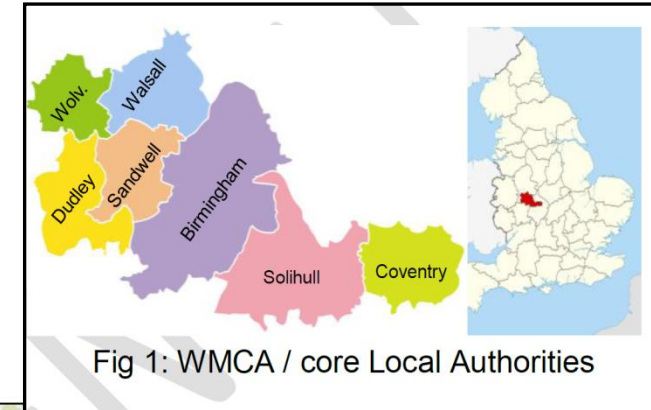 Wolv.
Walsall
Dudley
Sandwell
Birmingham
Solihull
Coventry
Fig 1: WMCA / core Local Authorities